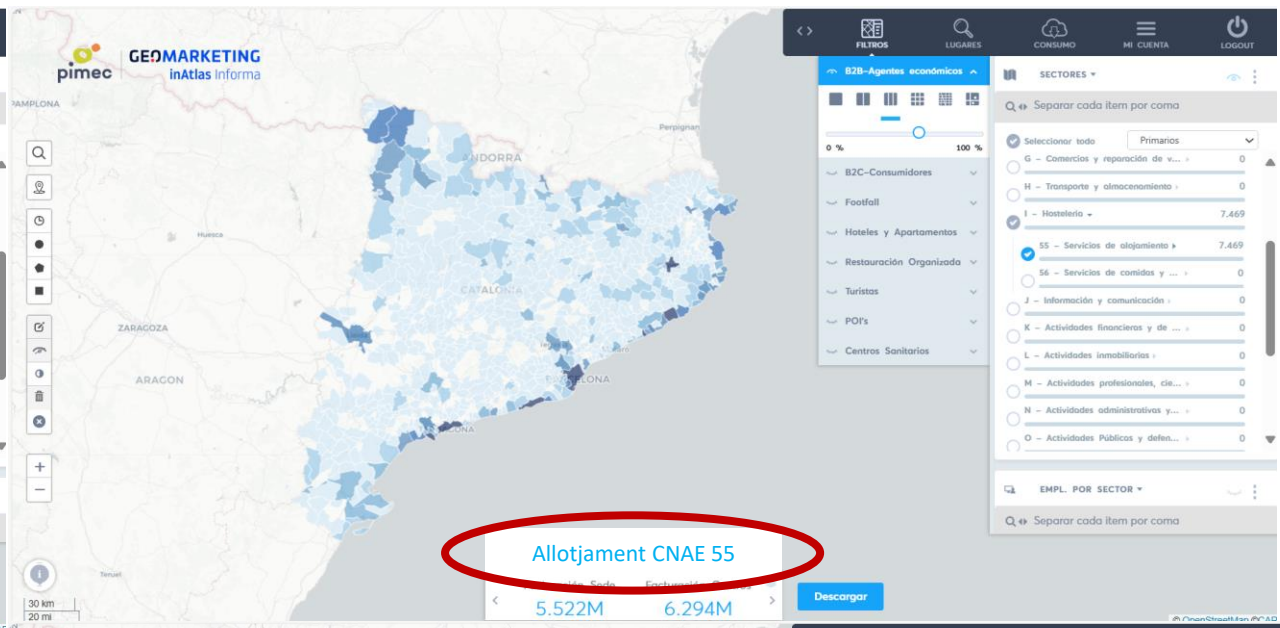 pimec
GEOMARKETING
inAtlas Informa
PAMPLONA
Perpignan
ANDORRA
Huesca
CATALONIA
ZARAGOZA
ARAGON
BARCELONA
TARRAGONA
Teruel
30 km
20 mi
FILTROS
LUGARES
CONSUMO
MI CUENTA
LOGOUT
B2B-Agentes económicos
0 %
100 %
B2C-Consumidores
Footfall
Hoteles y Apartamentos
Restauración Organizada
Turistas
POI's
Centros Sanitarios
SECTORES
Separar cada item por coma
Seleccionar todo
Primarios
G - Comercios y reparación de v... 0
H - Transporte y almacenamiento 0
I - Hostelería 7.469
55 - Servicios de alojamiento 7.469
56 - Servicios de comidas y ... 0
J - Información y comunicación 0
K - Actividades financieras y de ... 0
L - Actividades inmobiliarias 0
M - Actividades profesionales, cie... 0
N - Actividades administrativas y... 0
O - Actividades Públicas y defen... 0
EMPL. POR SECTOR
Separar cada item por coma
Allotjament CNAE 55
5.522M
6.294M
Descargar
© OpenStreetMap ©CAR